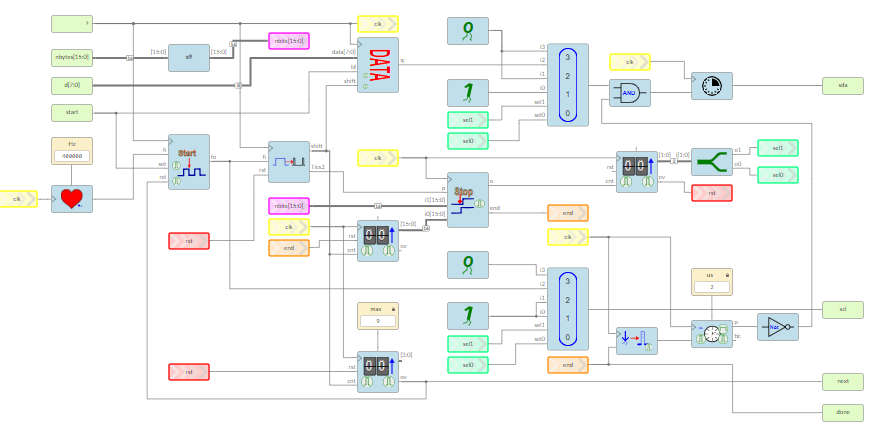 clk
nbits[15:0]
i3
nbytes[15:0]
[15:0]
x9
[15:0]
data[7:0]
DATA
q
i2
3
clk
2
d[7:0]
ld
i1
1
AND
sda
shift
i0
start
sel1
sel1
0
sel0
sel0
Hz
400000
Start
shift
clk
[1:0]
i[1:0]
o1
sel1
fi
fo
fi
rst
o0
sel0
set
rst
fxs2
p
Stop
o
cnt
ov
rst
rst
clk
nbits[15:0]
i1[15:0]
clk
[15:0]
i0[15:0]
end
end
rst
rst
end
cnt
ov
clk
0
i3
us
2
i2
3
max
9
i1
2
i0
1
scl
1
sel1
0
p
Not
sel1
sel0
tic
[3:0]
sel0
end
rst
rst
cnt
ov
next
done